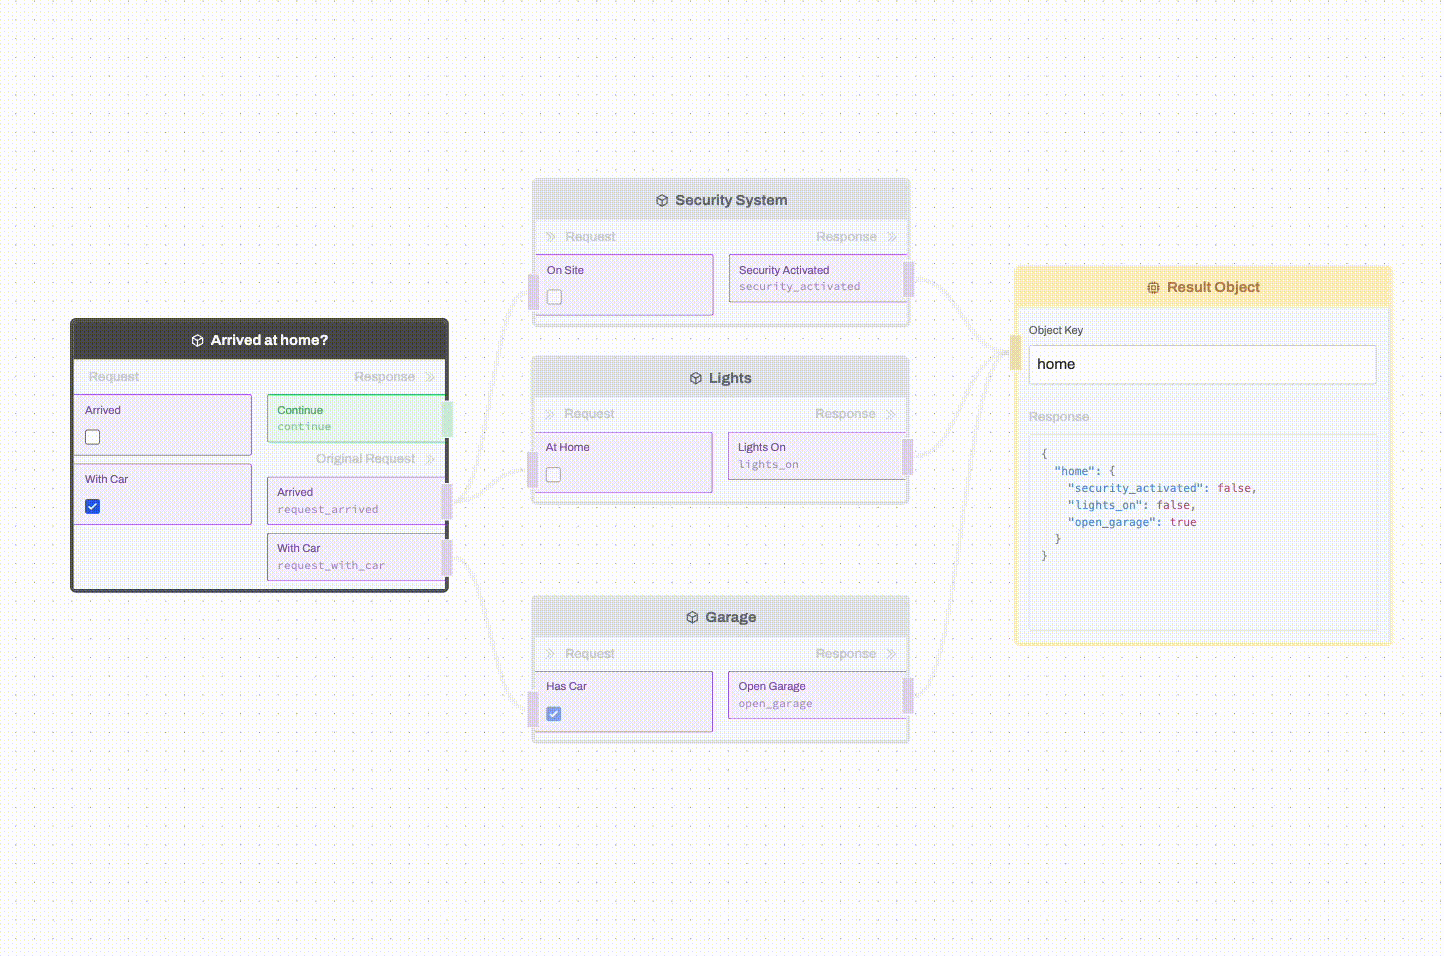 Arrived at home?
Request
Response
Arrived
With Car
Continue
continue
Original Request
Arrived
request_arrived
With Car
request_with_car
Security System
Request
Response
On Site
Security Activated
security_activated
Lights
Request
Response
At Home
Lights On
lights_on
Garage
Request
Response
Has Car
Open Garage
open_garage
Result Object
Object Key
home
Response
{
"home": {
"security_activated": false,
"lights_on": false,
"open_garage": true
}
}